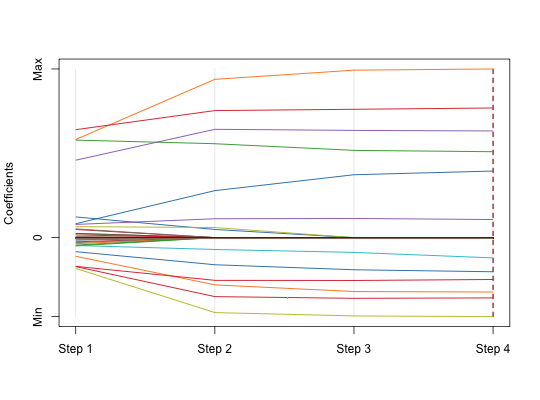 Max
Coefficients
0
Min
Step 1
Step 2
Step 3
Step 4